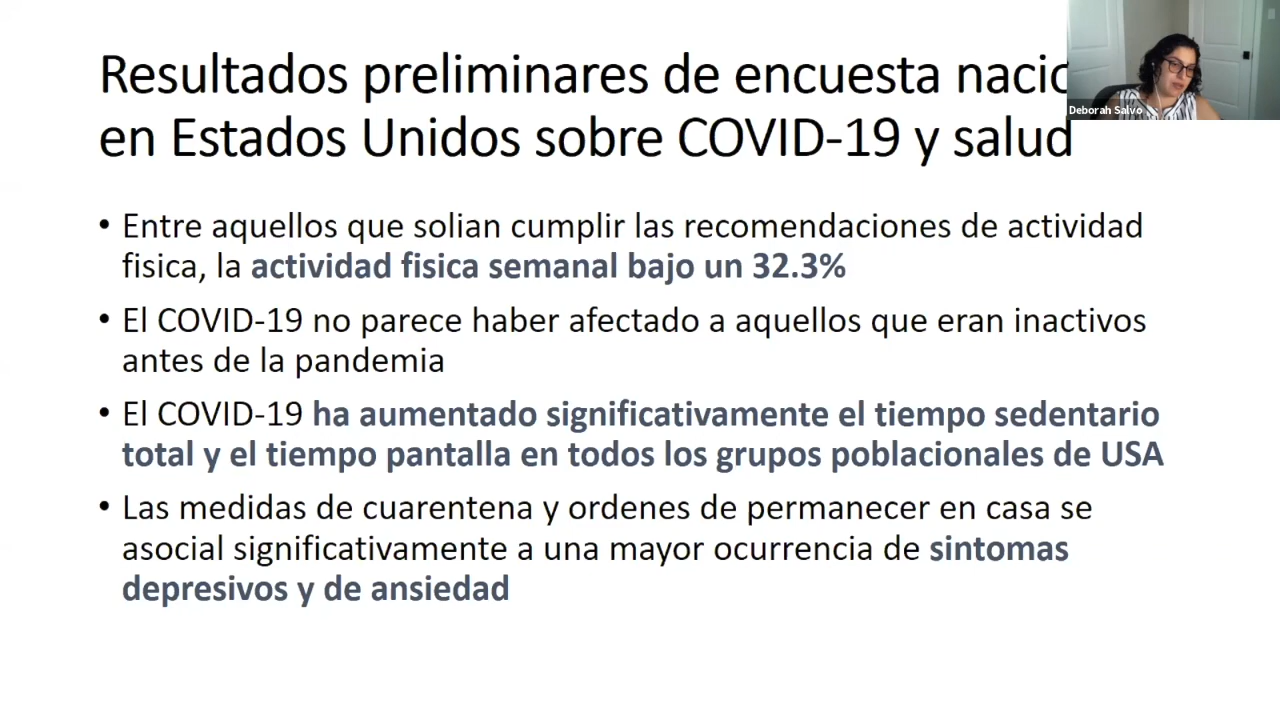 Resultados preliminares de encuesta nacio
en Estados Unidos sobre COVID-19 y salud
Deborah Salvo
• Entre aquellos que solian cumplir las recomendaciones de actividad
fisica, la actividad fisica semanal bajo un 32.3%
• El COVID-19 no parece haber afectado a aquellos que eran inactivos
antes de la pandemia
• El COVID-19 ha aumentado significativamente el tiempo sedentario
total y el tiempo pantalla en todos los grupos poblacionales de USA
• Las medidas de cuarentena y ordenes de permanecer en casa se
asocial significativamente a una mayor ocurrencia de sintomas
depresivos y de ansiedad